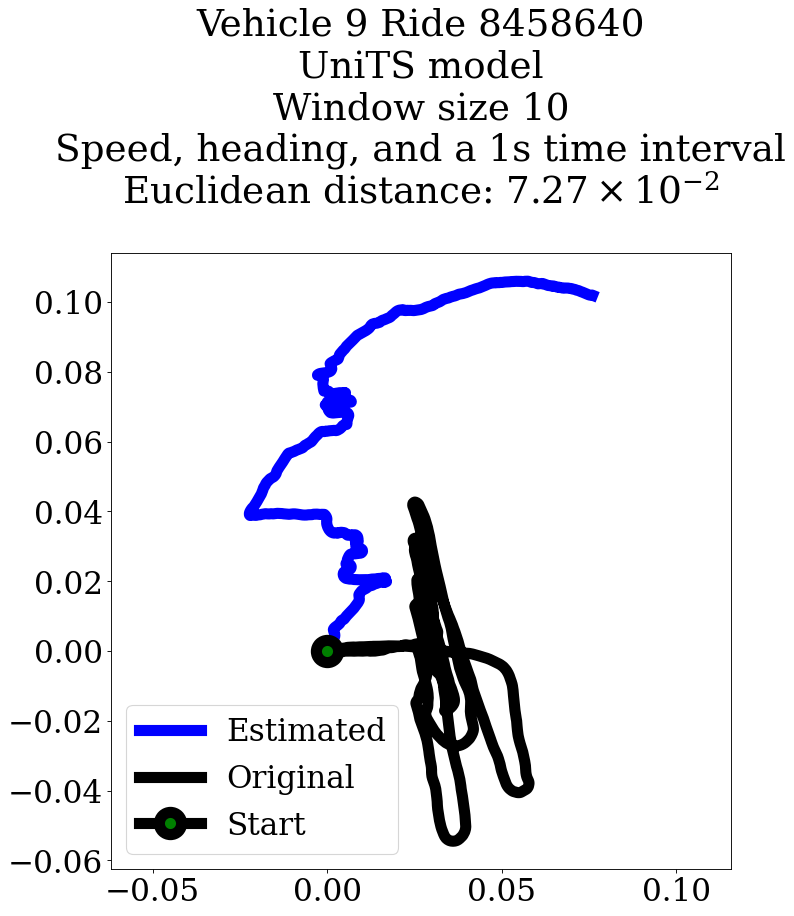 Vehicle 9 Ride 8458640
UniTS model
Window size 10
Speed, heading, and a 1s time interval
Euclidean distance: 7.27 × 10⁻²
0.10
0.08
0.06
0.04
0.02
0.00
−0.02
−0.04
−0.06
Estimated
Original
Start
−0.05 0.00 0.05 0.10